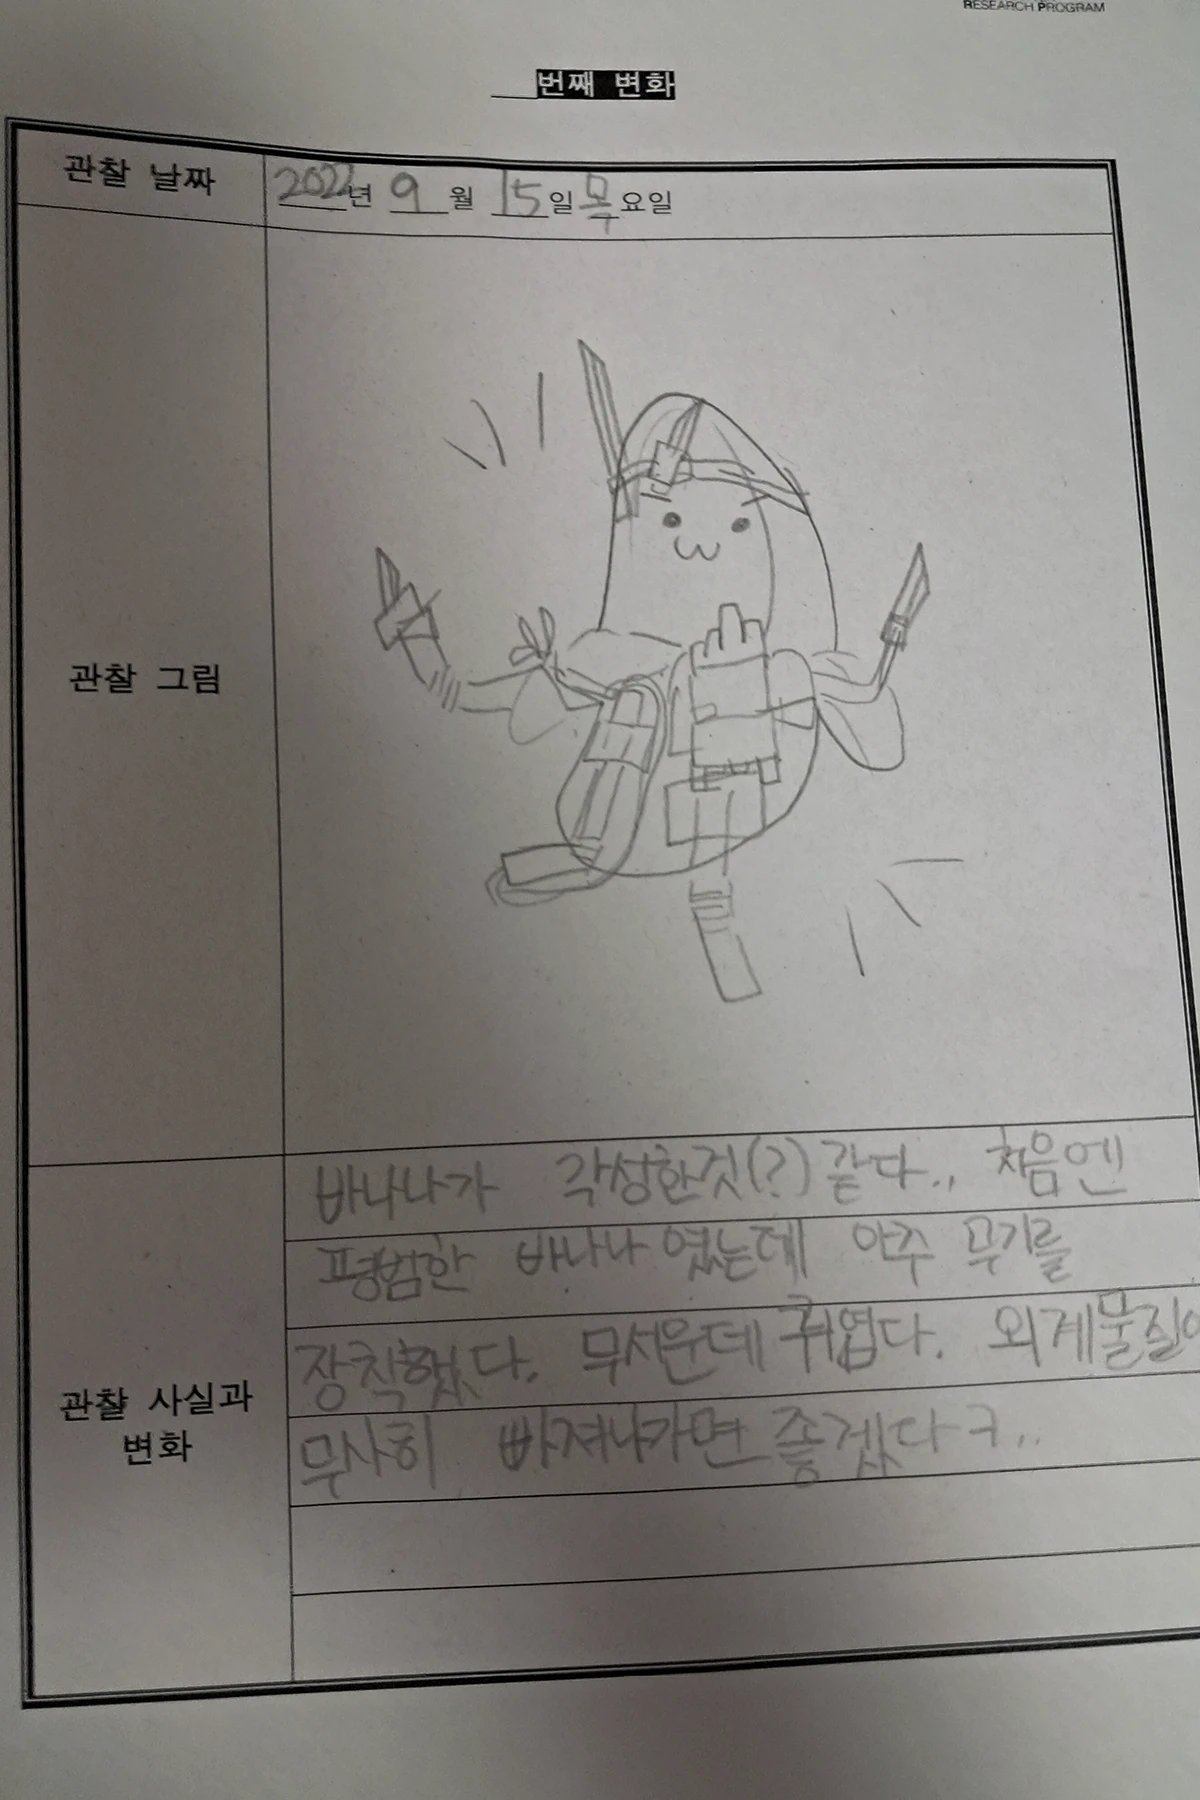 RESEARCH PROGRAM
번째 변화
관찰 날짜 2022년 9월 15일 목요일
관찰 그림
관찰 사실과 변화
바나나가 각성한것(?) 같다.. 처음엔
평범한 바나나 였는데 아주 무기를
장착했다. 무서운데 귀엽다. 외계물질이
무사히 빠져나가면 좋겠다ㅋ..